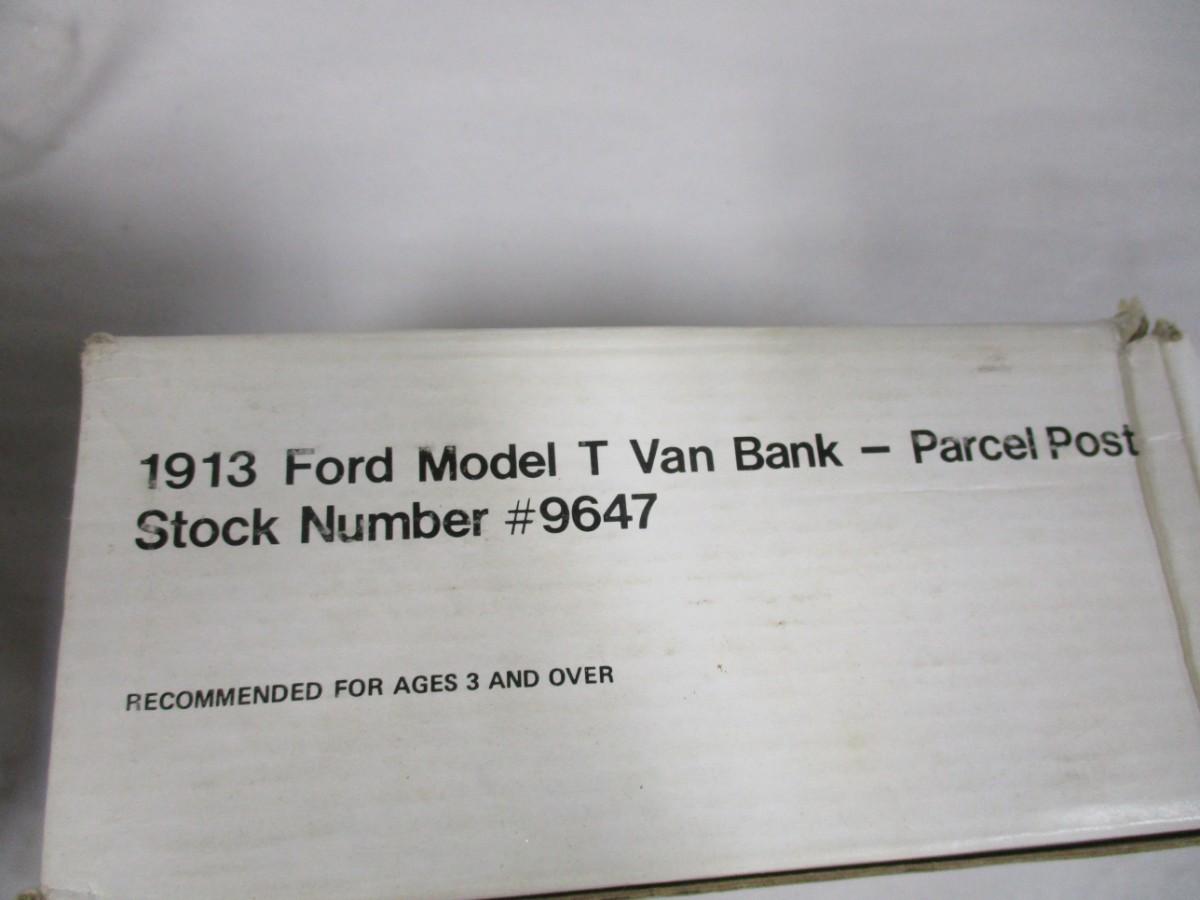 1913 Ford Model T Van Bank – Parcel Post
Stock Number #9647
RECOMMENDED FOR AGES 3 AND OVER